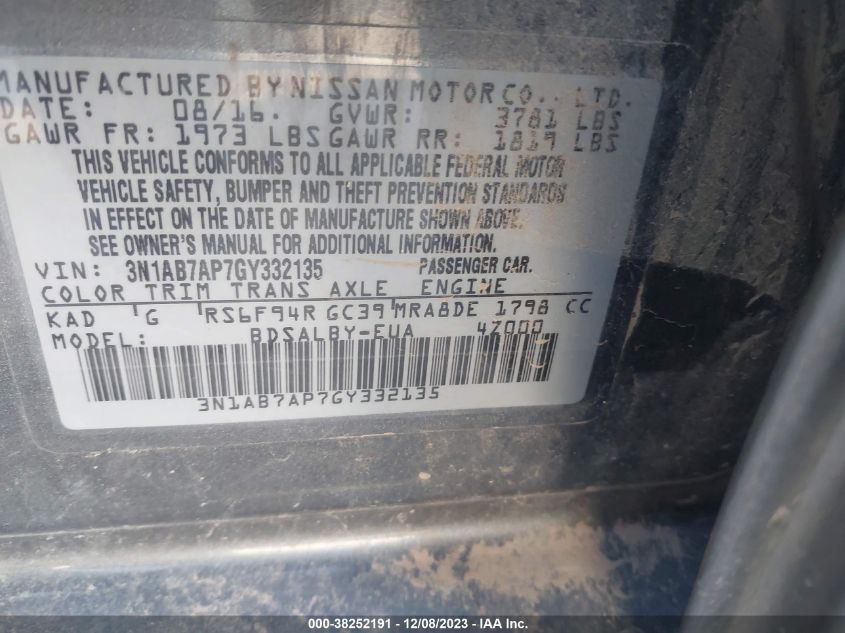 MANUFACTURED BY NISSAN MOTOR CO., LTD.
DATE: 08/16. GVWR: 3781 LBS
GAWR FR: 1973 LBS GAWR RR: 1819 LBS
THIS VEHICLE CONFORMS TO ALL APPLICABLE FEDERAL MOTOR
VEHICLE SAFETY, BUMPER AND THEFT PREVENTION STANDARDS
IN EFFECT ON THE DATE OF MANUFACTURE SHOWN ABOVE.
SEE OWNER'S MANUAL FOR ADDITIONAL INFORMATION.
VIN: 3N1AB7AP7GY332135 PASSENGER CAR.
COLOR TRIM TRANS AXLE ENGINE
KAD G RS6F94R GC39 MRA8DE 1798 CC
MODEL: BDSALBY-EUA 4Z000
3N1AB7AP7GY332135
000-38252191 - 12/08/2023 - © IAA Inc.